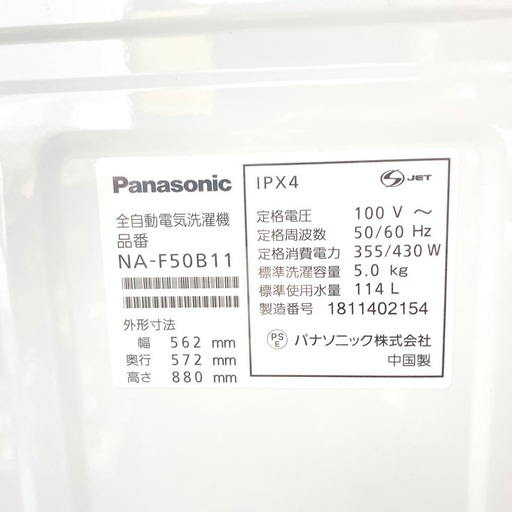 Panasonic
全自動電気洗濯機
品番
NA-F50B11
外形寸法
幅 562 mm
奥行 572 mm
高さ 880 mm
IPX4
S JET
定格電圧 100 V ～
定格周波数 50/60 Hz
定格消費電力 355/430 W
標準洗濯容量 5.0 kg
標準使用水量 114 L
製造番号 1811402154
PS E パナソニック株式会社
中国製